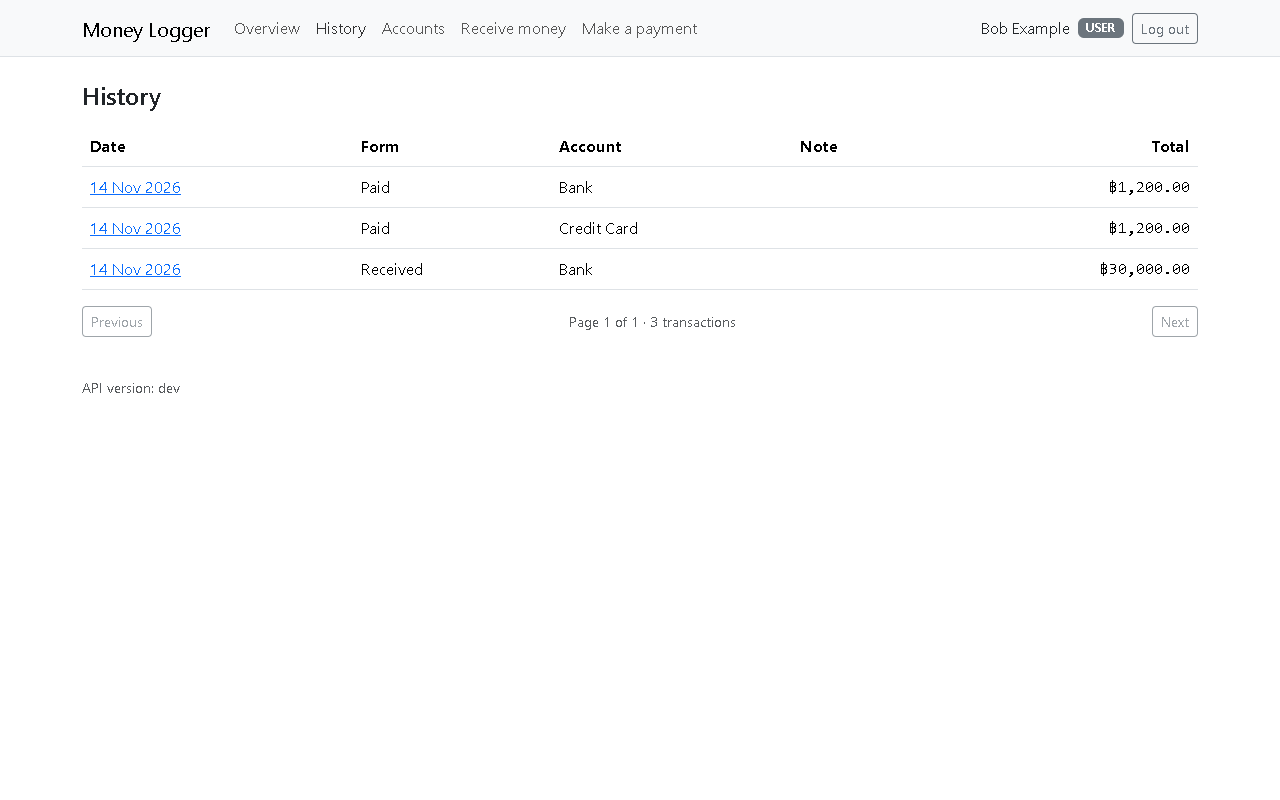 Money Logger Overview History Accounts Receive money Make a payment Bob Example USER Log out
History
Date Form Account Note Total
14 Nov 2026 Paid Bank ฿1,200.00
14 Nov 2026 Paid Credit Card ฿1,200.00
14 Nov 2026 Received Bank ฿30,000.00
Previous Page 1 of 1 · 3 transactions Next
API version: dev